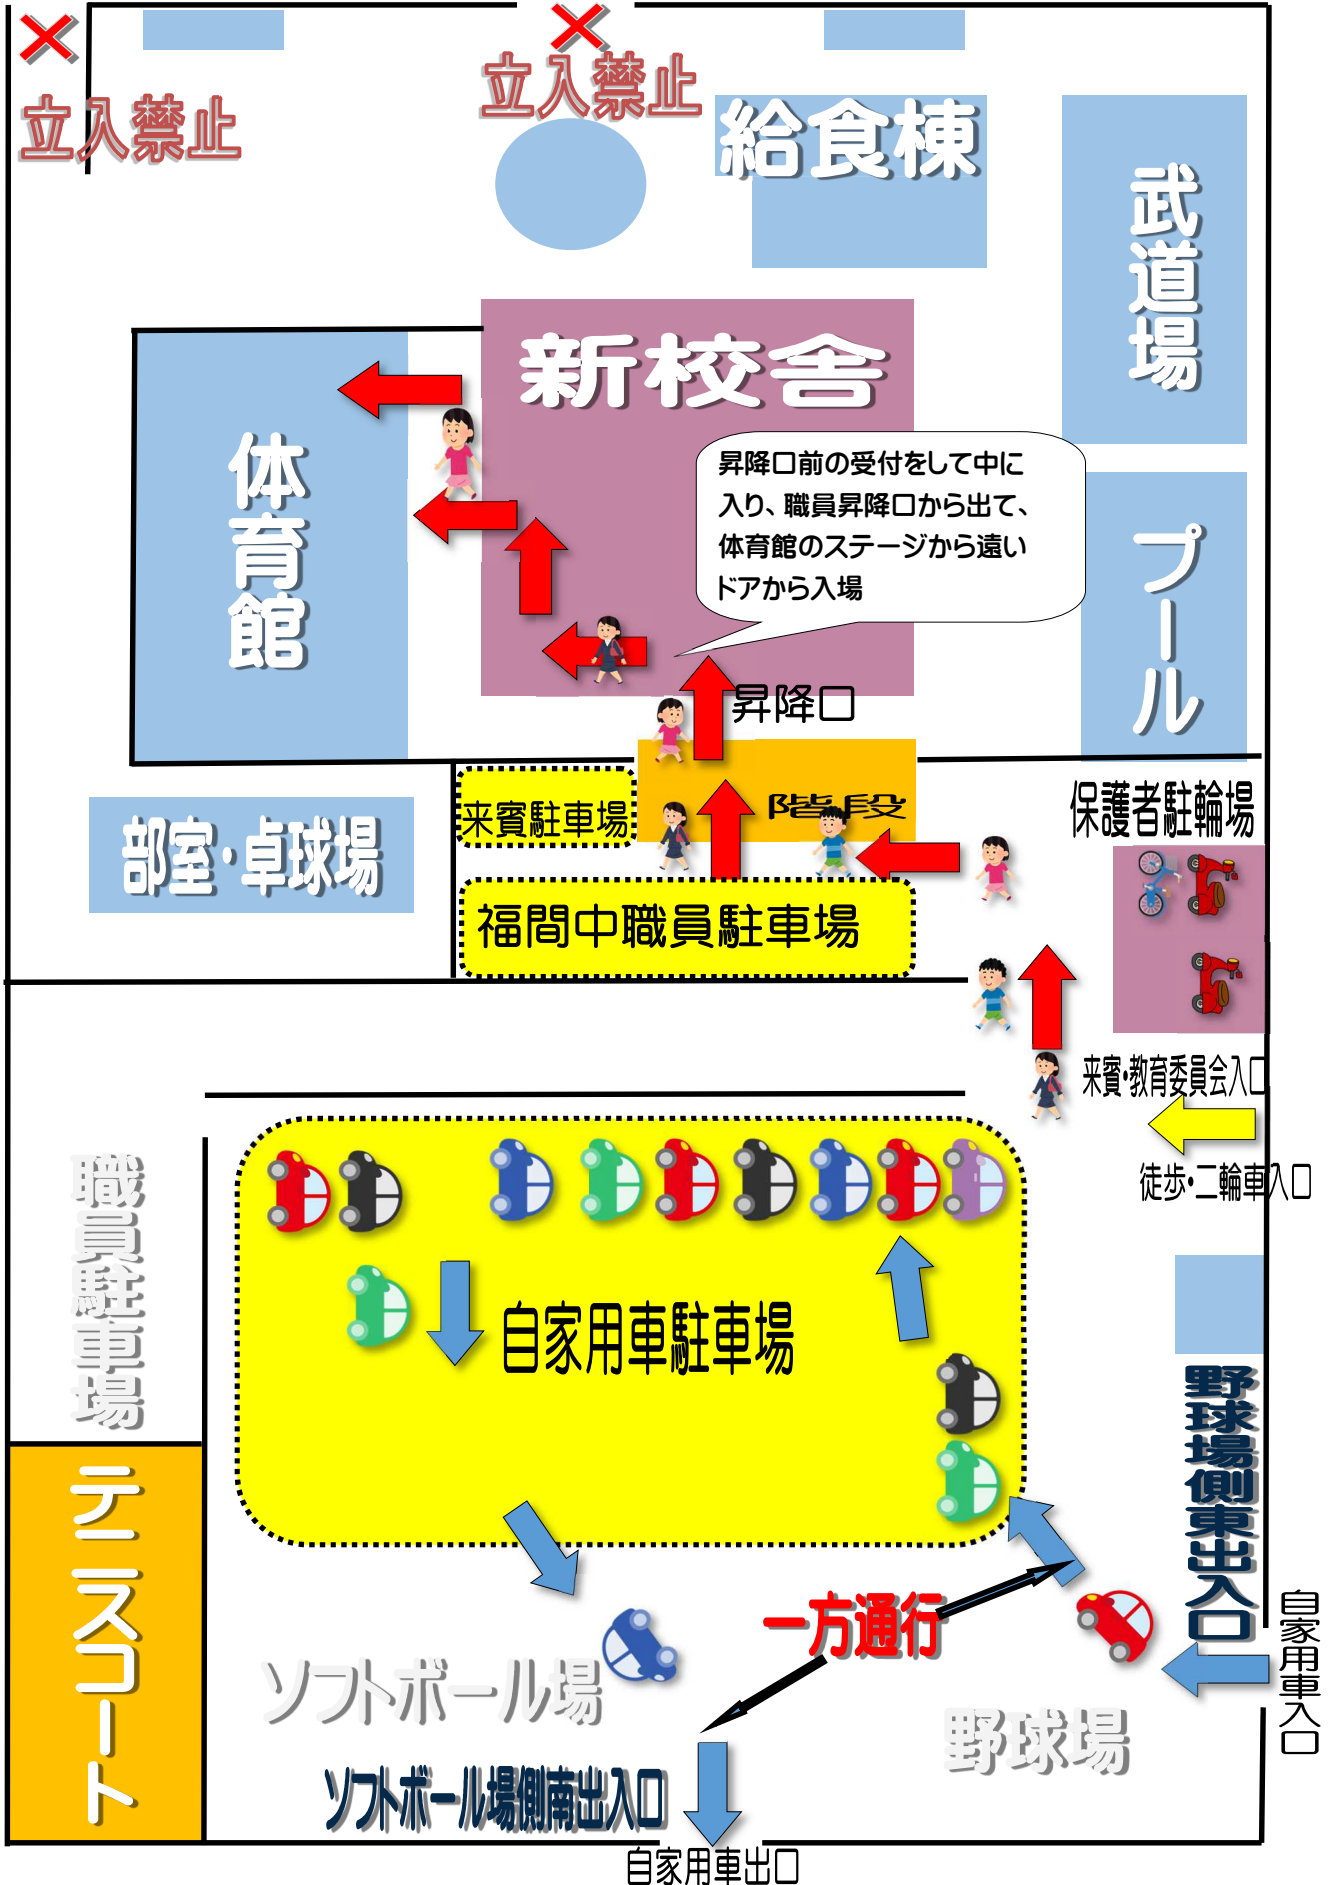 立入禁止
立入禁止
給食棟
武道場
新校舎
体育館
昇降口前の受付をして中に
入り、職員昇降口から出て、
体育館のステージから遠い
ドアから入場
プール
昇降口
階段
来賓駐車場
保護者駐輪場
部室・卓球場
福間中職員駐車場
来賓・教育委員会入口
徒歩・二輪車入口
職員駐車場
自家用車駐車場
野球場側東出入口
テニスコート
一方通行
自家用車入口
ソフトボール場
野球場
ソフトボール場側南出入口
自家用車出口